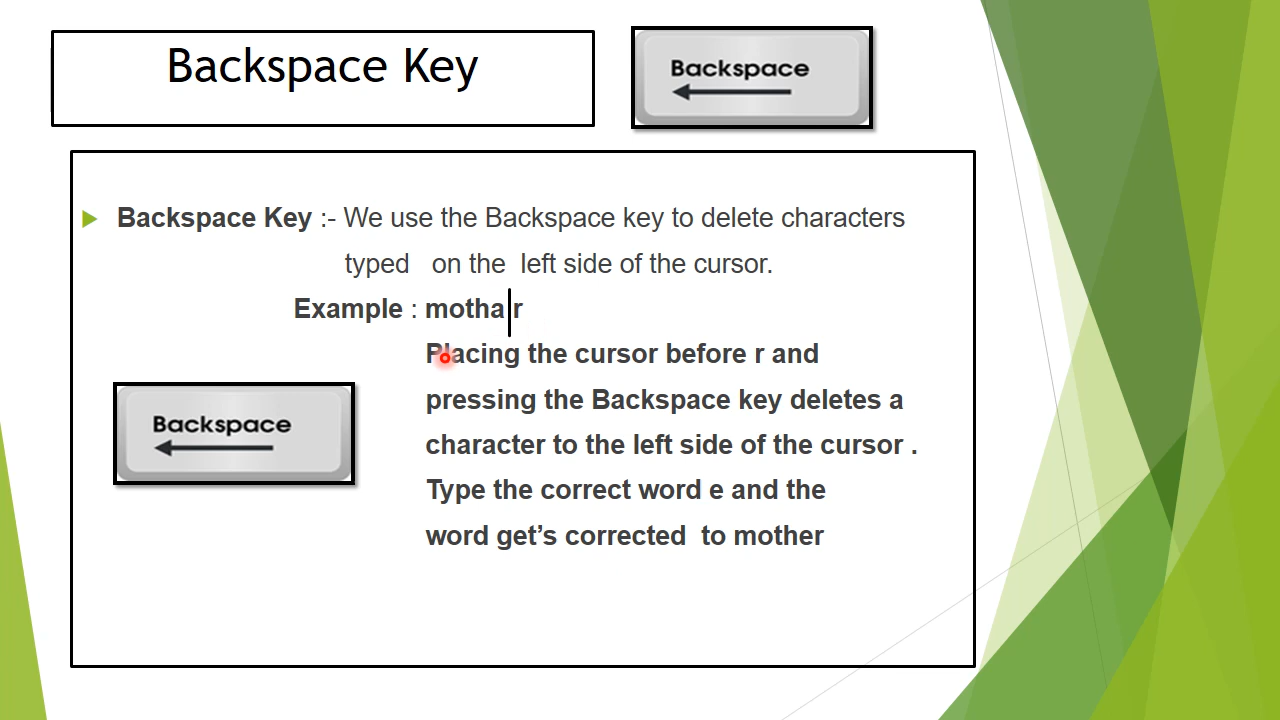 Backspace Key
Backspace
Backspace Key :- We use the Backspace key to delete characters
typed on the left side of the cursor.
Example : motha r
Placing the cursor before r and
pressing the Backspace key deletes a
character to the left side of the cursor .
Type the correct word e and the
word get’s corrected to mother
Backspace